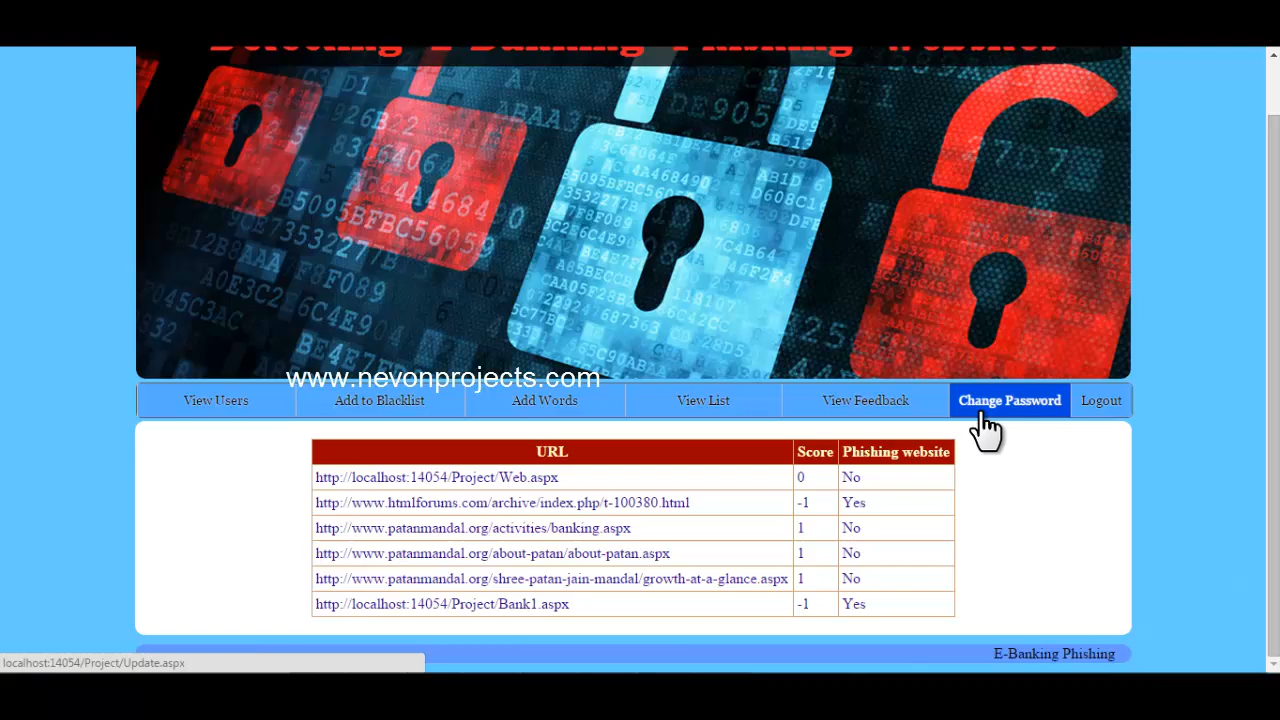 Detecting E-Banking Phishing Websites
www.nevonprojects.com
View Users Add to Blacklist Add Words View List View Feedback Change Password Logout
URL Score Phishing website
http://localhost:14054/Project/Web.aspx 0 No
http://www.htmlforums.com/archive/index.php/t-100380.html -1 Yes
http://www.patanmandal.org/activities/banking.aspx 1 No
http://www.patanmandal.org/about-patan/about-patan.aspx 1 No
http://www.patanmandal.org/shree-patan-jain-mandal/growth-at-a-glance.aspx 1 No
http://localhost:14054/Project/Bank1.aspx -1 Yes
E-Banking Phishing
localhost:14054/Project/Update.aspx